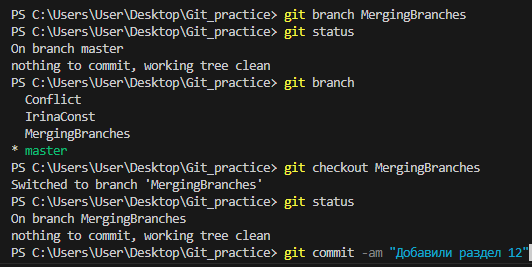 PS C:\Users\User\Desktop\Git_practice> git branch MergingBranches
PS C:\Users\User\Desktop\Git_practice> git status
On branch master
nothing to commit, working tree clean
PS C:\Users\User\Desktop\Git_practice> git branch
  Conflict
  IrinaConst
  MergingBranches
* master
PS C:\Users\User\Desktop\Git_practice> git checkout MergingBranches
Switched to branch 'MergingBranches'
PS C:\Users\User\Desktop\Git_practice> git status
On branch MergingBranches
nothing to commit, working tree clean
PS C:\Users\User\Desktop\Git_practice> git commit -am "Добавили раздел 12"